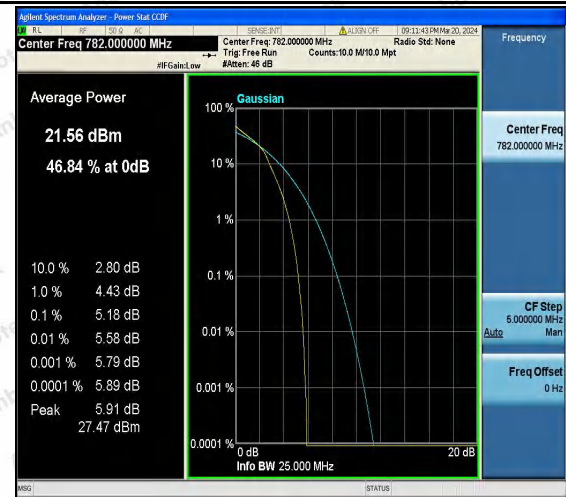 Agilent Spectrum Analyzer - Power Stat CCDF
RL RF 50 Ω AC SENSE:INT ALIGN OFF 09:11:43 PM Mar 20, 2024
Center Freq 782.000000 MHz
Center Freq: 782.000000 MHz Radio Std: None
Trig: Free Run Counts:10.0 M/10.0 Mpt
#IFGain:Low #Atten: 46 dB
Frequency
Average Power
21.56 dBm
46.84 % at 0dB
10.0 % 2.80 dB
1.0 % 4.43 dB
0.1 % 5.18 dB
0.01 % 5.58 dB
0.001 % 5.79 dB
0.0001 % 5.89 dB
Peak 5.91 dB
27.47 dBm
Gaussian
100 %
10 %
1 %
0.1 %
0.01 %
0.001 %
0.0001 %
0 dB 20 dB
Info BW 25.000 MHz
Center Freq
782.000000 MHz
CF Step
5.000000 MHz
Auto Man
Freq Offset
0 Hz
MSG STATUS